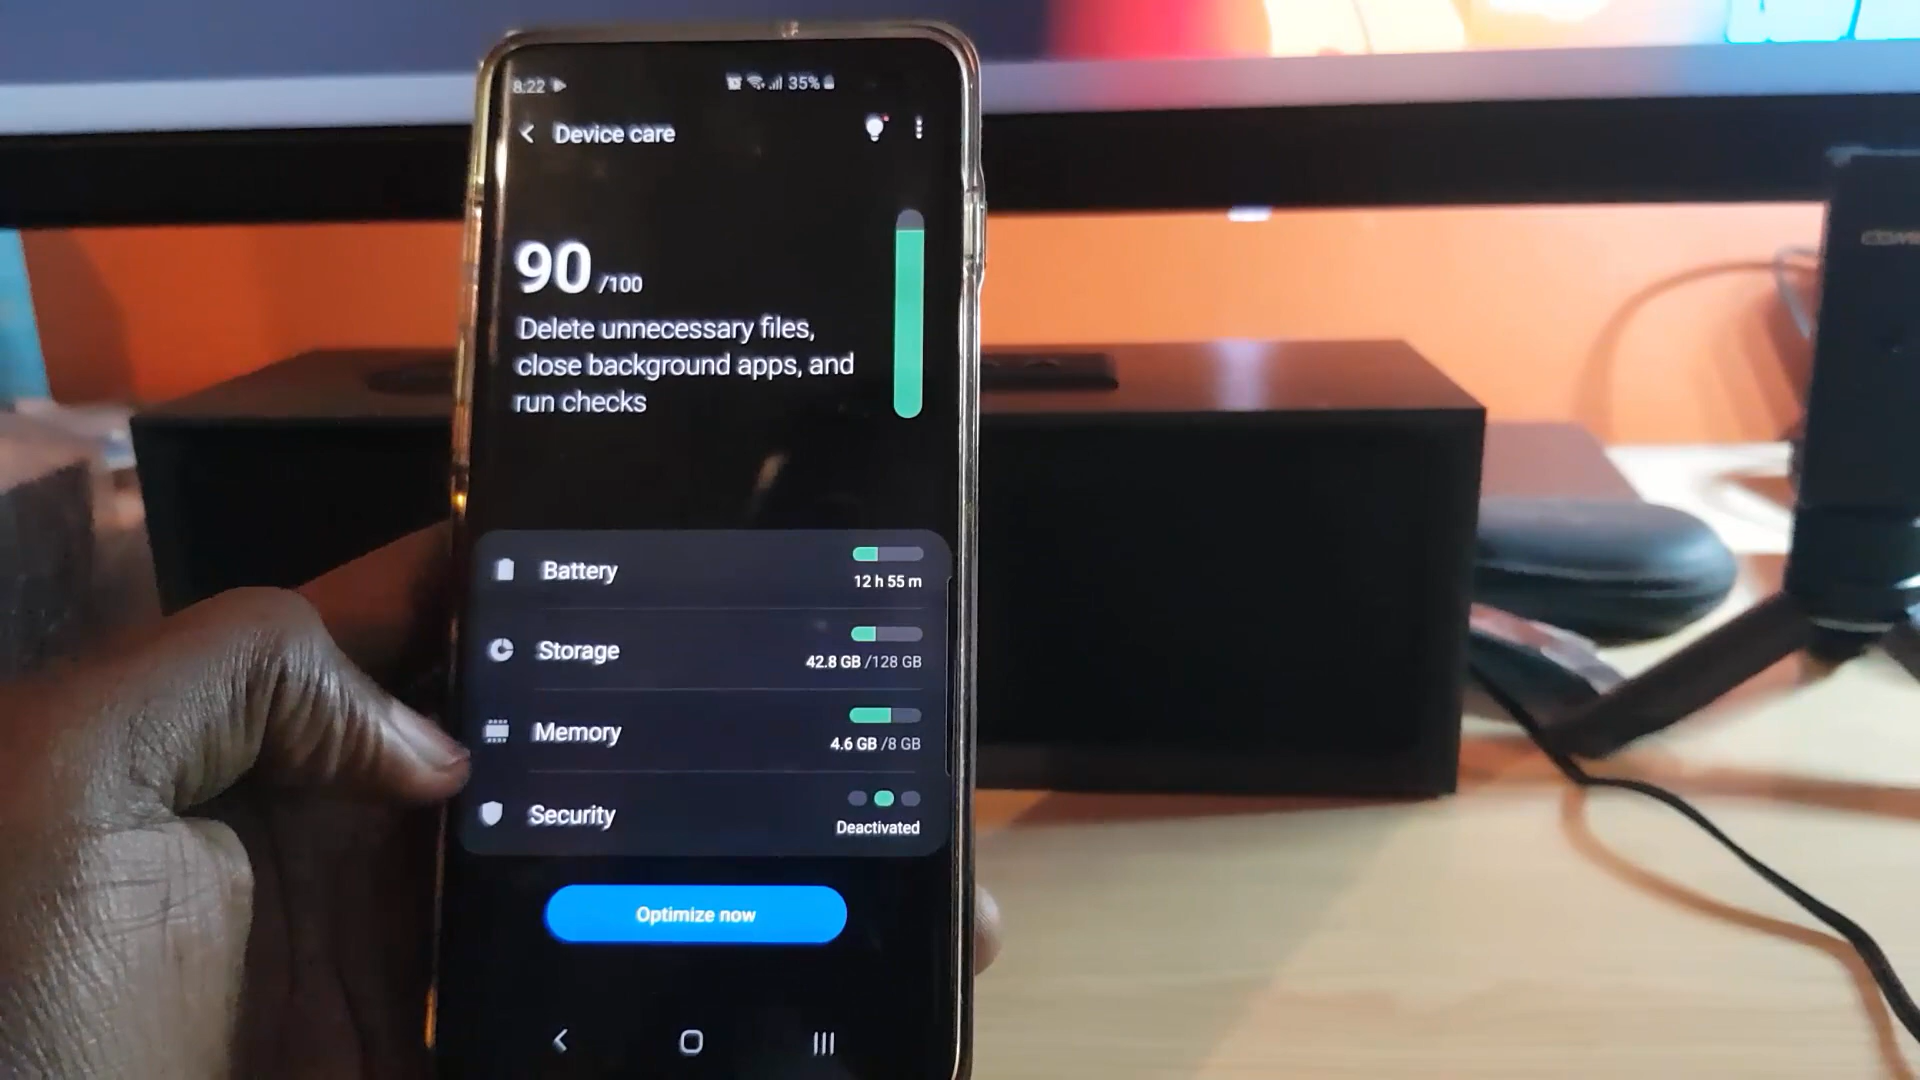 8:22
35%
Device care
90 /100
Delete unnecessary files,
close background apps, and
run checks
Battery
12 h 55 m
Storage
42.8 GB /128 GB
Memory
4.6 GB /8 GB
Security
Deactivated
Optimize now